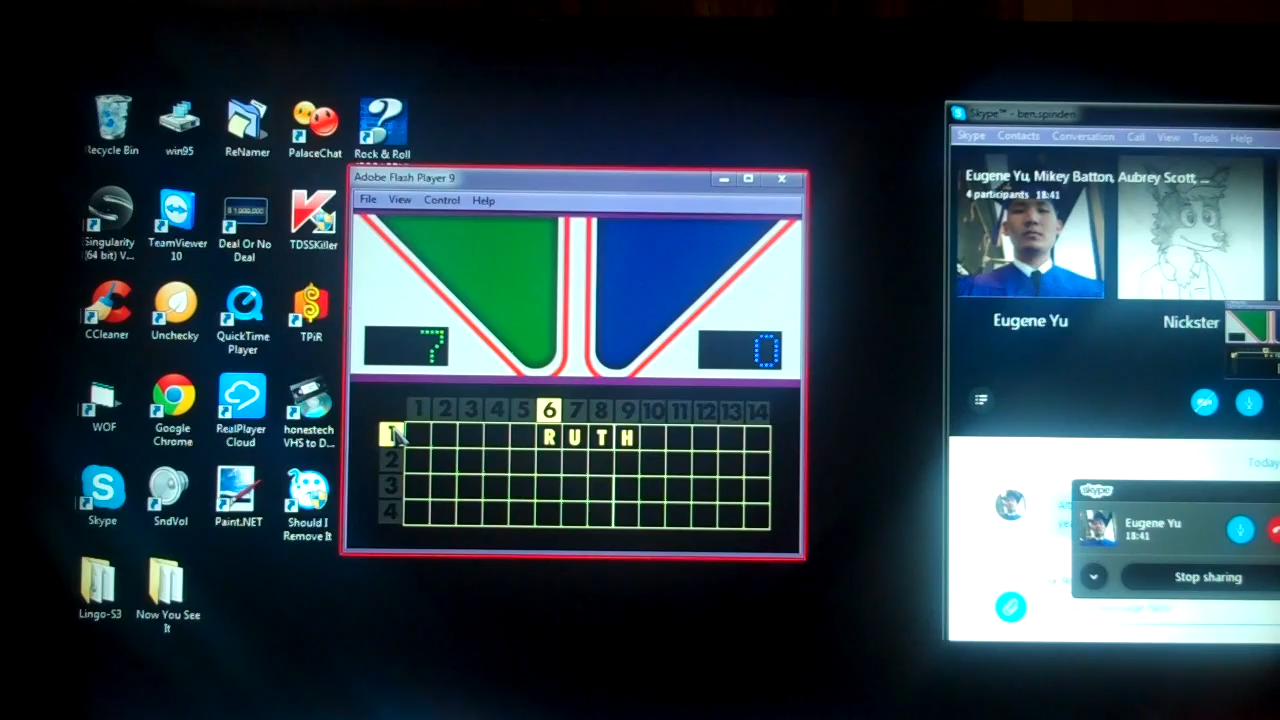 Recycle Bin
win95
ReNamer
PalaceChat
Rock & Roll
Singularity
(64 bit) V...
TeamViewer
10
Deal Or No
Deal
$1,000,000
TDSSKiller
CCleaner
Unchecky
QuickTime
Player
TPiR
WOF
Google
Chrome
RealPlayer
Cloud
honestech
VHS to D...
Skype
SndVol
Paint.NET
Should I
Remove It
Lingo-S3
Now You See
It
Adobe Flash Player 9
File View Control Help
7
0
1 2 3 4 5 6 7 8 9 10 11 12 13 14
1 RUTH
2
3
4
Skype™ - ben.spinden
Skype Contacts Conversation Call View Tools Help
Eugene Yu, Mikey Batton, Aubrey Scott, ...
4 participants 18:41
Eugene Yu
Nickster
Today
skype
Eugene Yu
18:41
Stop sharing